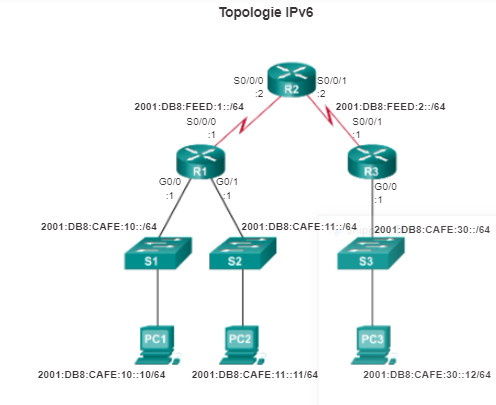 Topologie IPv6
R2
S0/0/0
:2
S0/0/1
:2
2001:DB8:FEED:1::/64
2001:DB8:FEED:2::/64
S0/0/0
:1
S0/0/1
:1
R1
R3
G0/0
:1
G0/1
:1
G0/0
:1
2001:DB8:CAFE:10::/64
2001:DB8:CAFE:11::/64
2001:DB8:CAFE:30::/64
S1
S2
S3
PC1
PC2
PC3
2001:DB8:CAFE:10::10/64
2001:DB8:CAFE:11::11/64
2001:DB8:CAFE:30::12/64